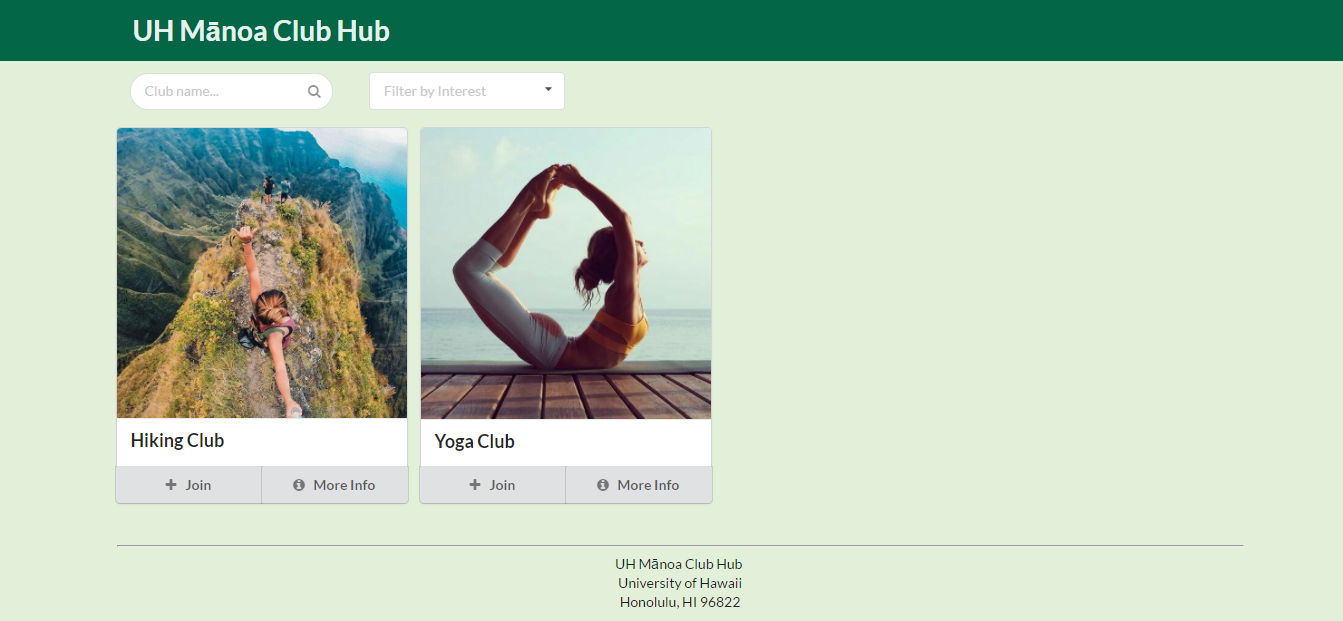 UH Mānoa Club Hub
Club name...
Filter by Interest
Hiking Club
Yoga Club
Join
More Info
Join
More Info
UH Mānoa Club Hub
University of Hawaii
Honolulu, HI 96822